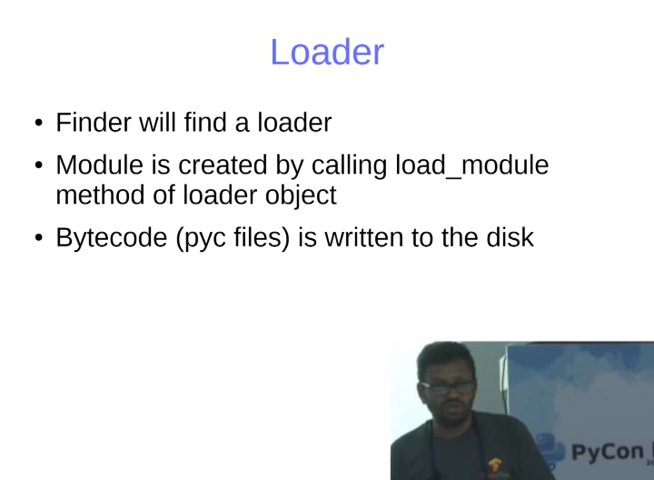 Loader
• Finder will find a loader
• Module is created by calling load_module
method of loader object
• Bytecode (pyc files) is written to the disk
PyCon